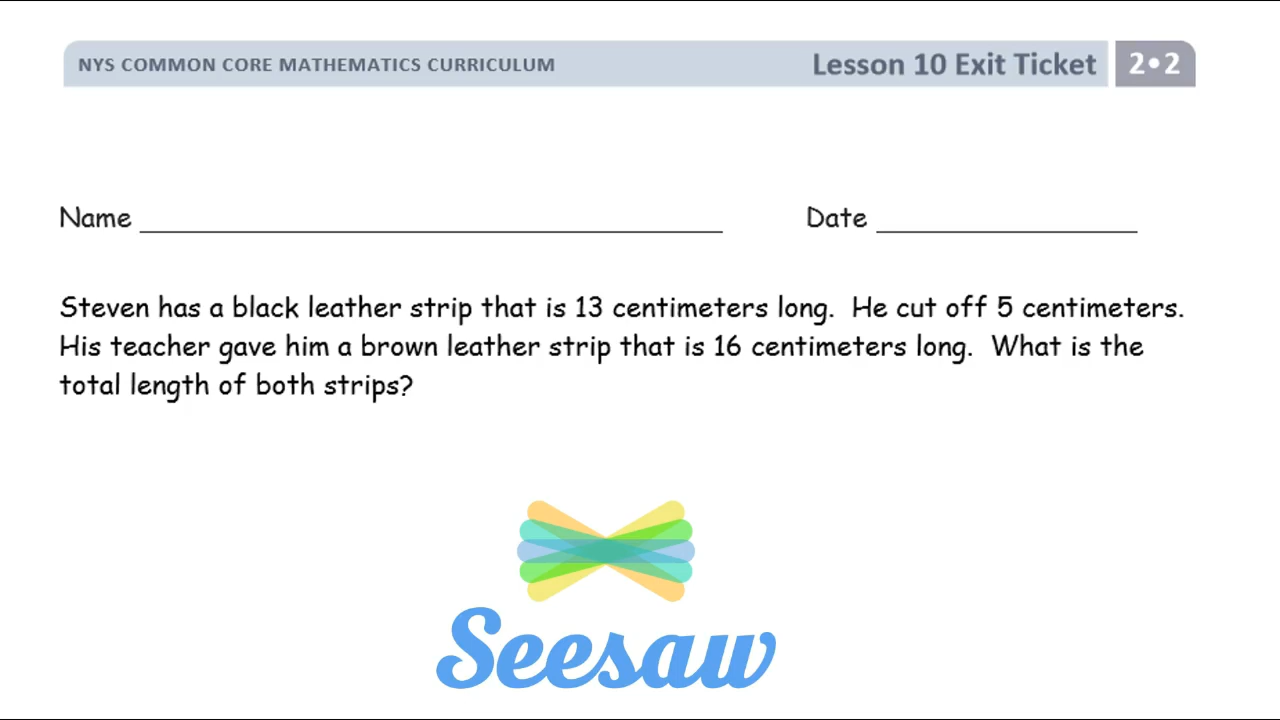 NYS COMMON CORE MATHEMATICS CURRICULUM Lesson 10 Exit Ticket 2•2
Name Date
Steven has a black leather strip that is 13 centimeters long. He cut off 5 centimeters.
His teacher gave him a brown leather strip that is 16 centimeters long. What is the
total length of both strips?
Seesaw